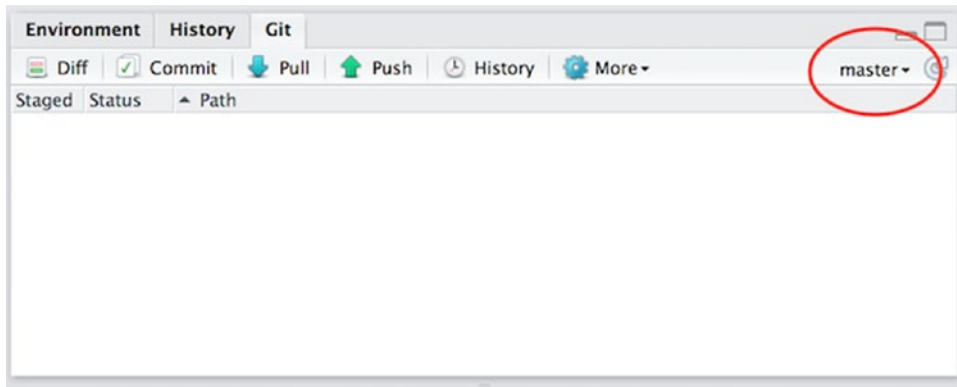 Environment History Git
Diff Commit Pull Push History More master
Staged Status Path